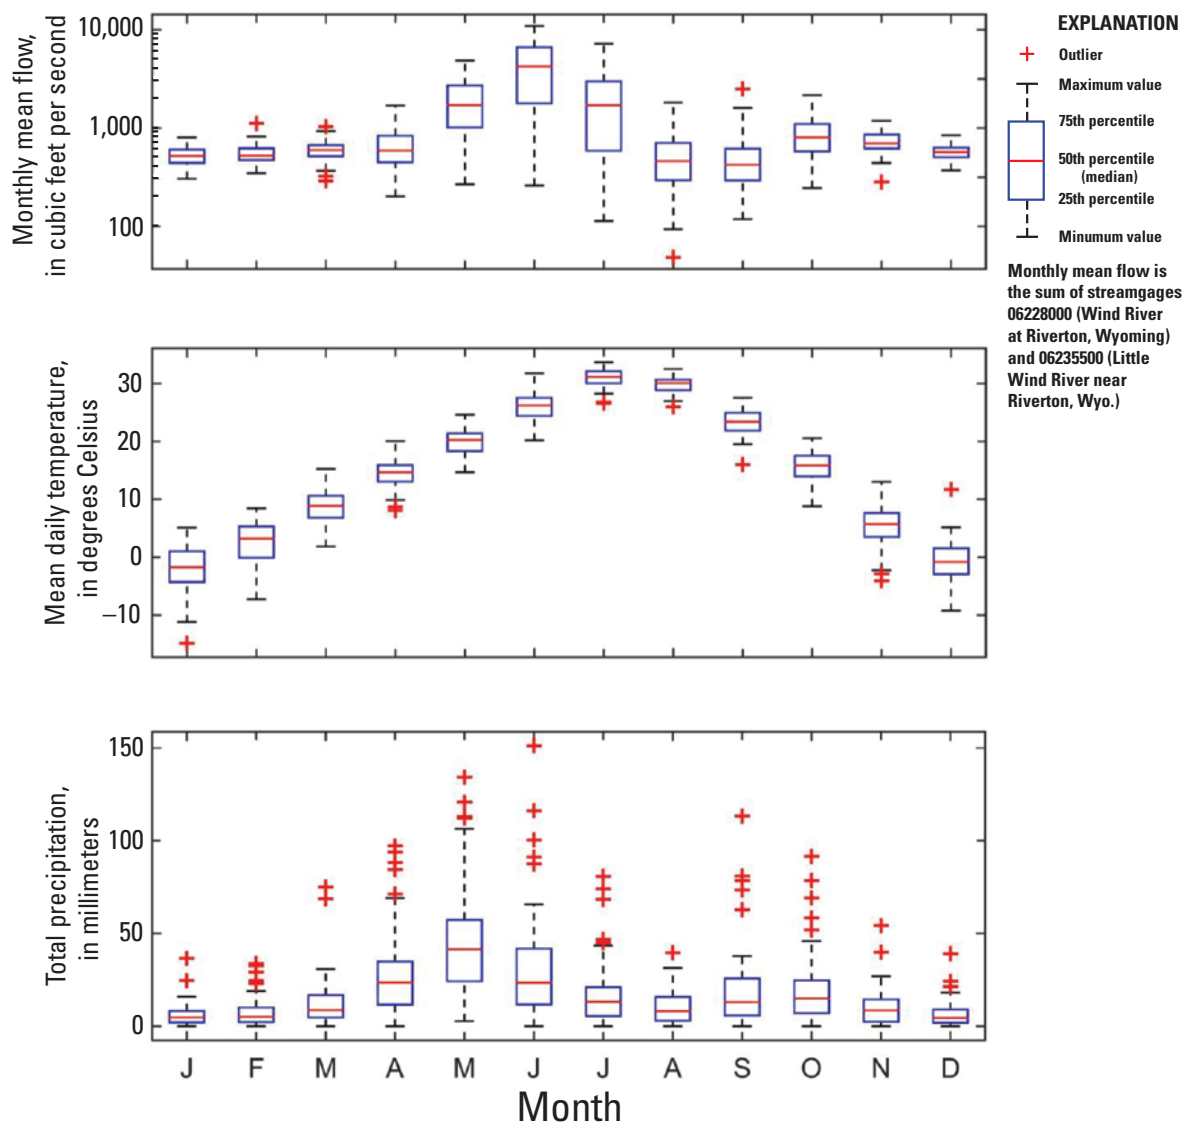 Monthly mean flow,
in cubic feet per second
10,000
1,000
100
EXPLANATION
Outlier
Maximum value
75th percentile
50th percentile
(median)
25th percentile
Minumum value
Monthly mean flow is
the sum of streamgages
06228000 (Wind River
at Riverton, Wyoming)
and 06235500 (Little
Wind River near
Riverton, Wyo.)
Mean daily temperature,
in degrees Celsius
30
20
10
0
–10
Total precipitation,
in millimeters
150
100
50
0
J F M A M J J A S O N D
Month